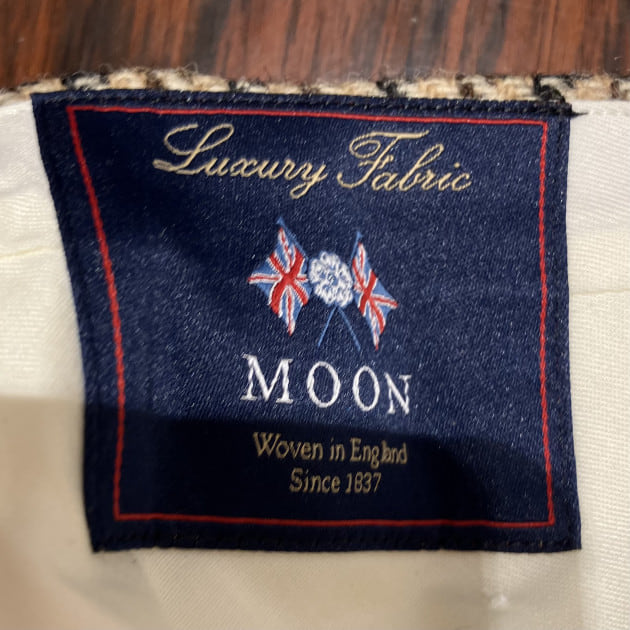 Luxury Fabric
MOON
Woven in England
Since 1837